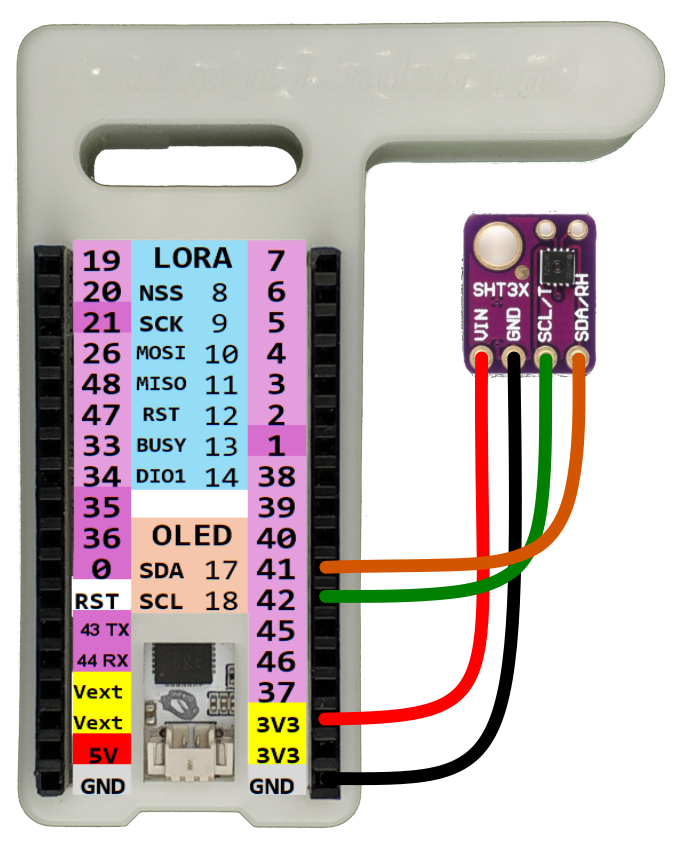 19 LORA 7
20 NSS 8 6
21 SCK 9 5
26 MOSI 10 4
48 MISO 11 3
47 RST 12 2
33 BUSY 13 1
34 DIO1 14 38
35 39
36 OLED 40
0 SDA 17 41
RST SCL 18 42
43 TX 45
44 RX 46
Vext 37
Vext 3V3
5V 3V3
GND GND
SHT3X
VIN
GND
SCL/T
SDA/RH